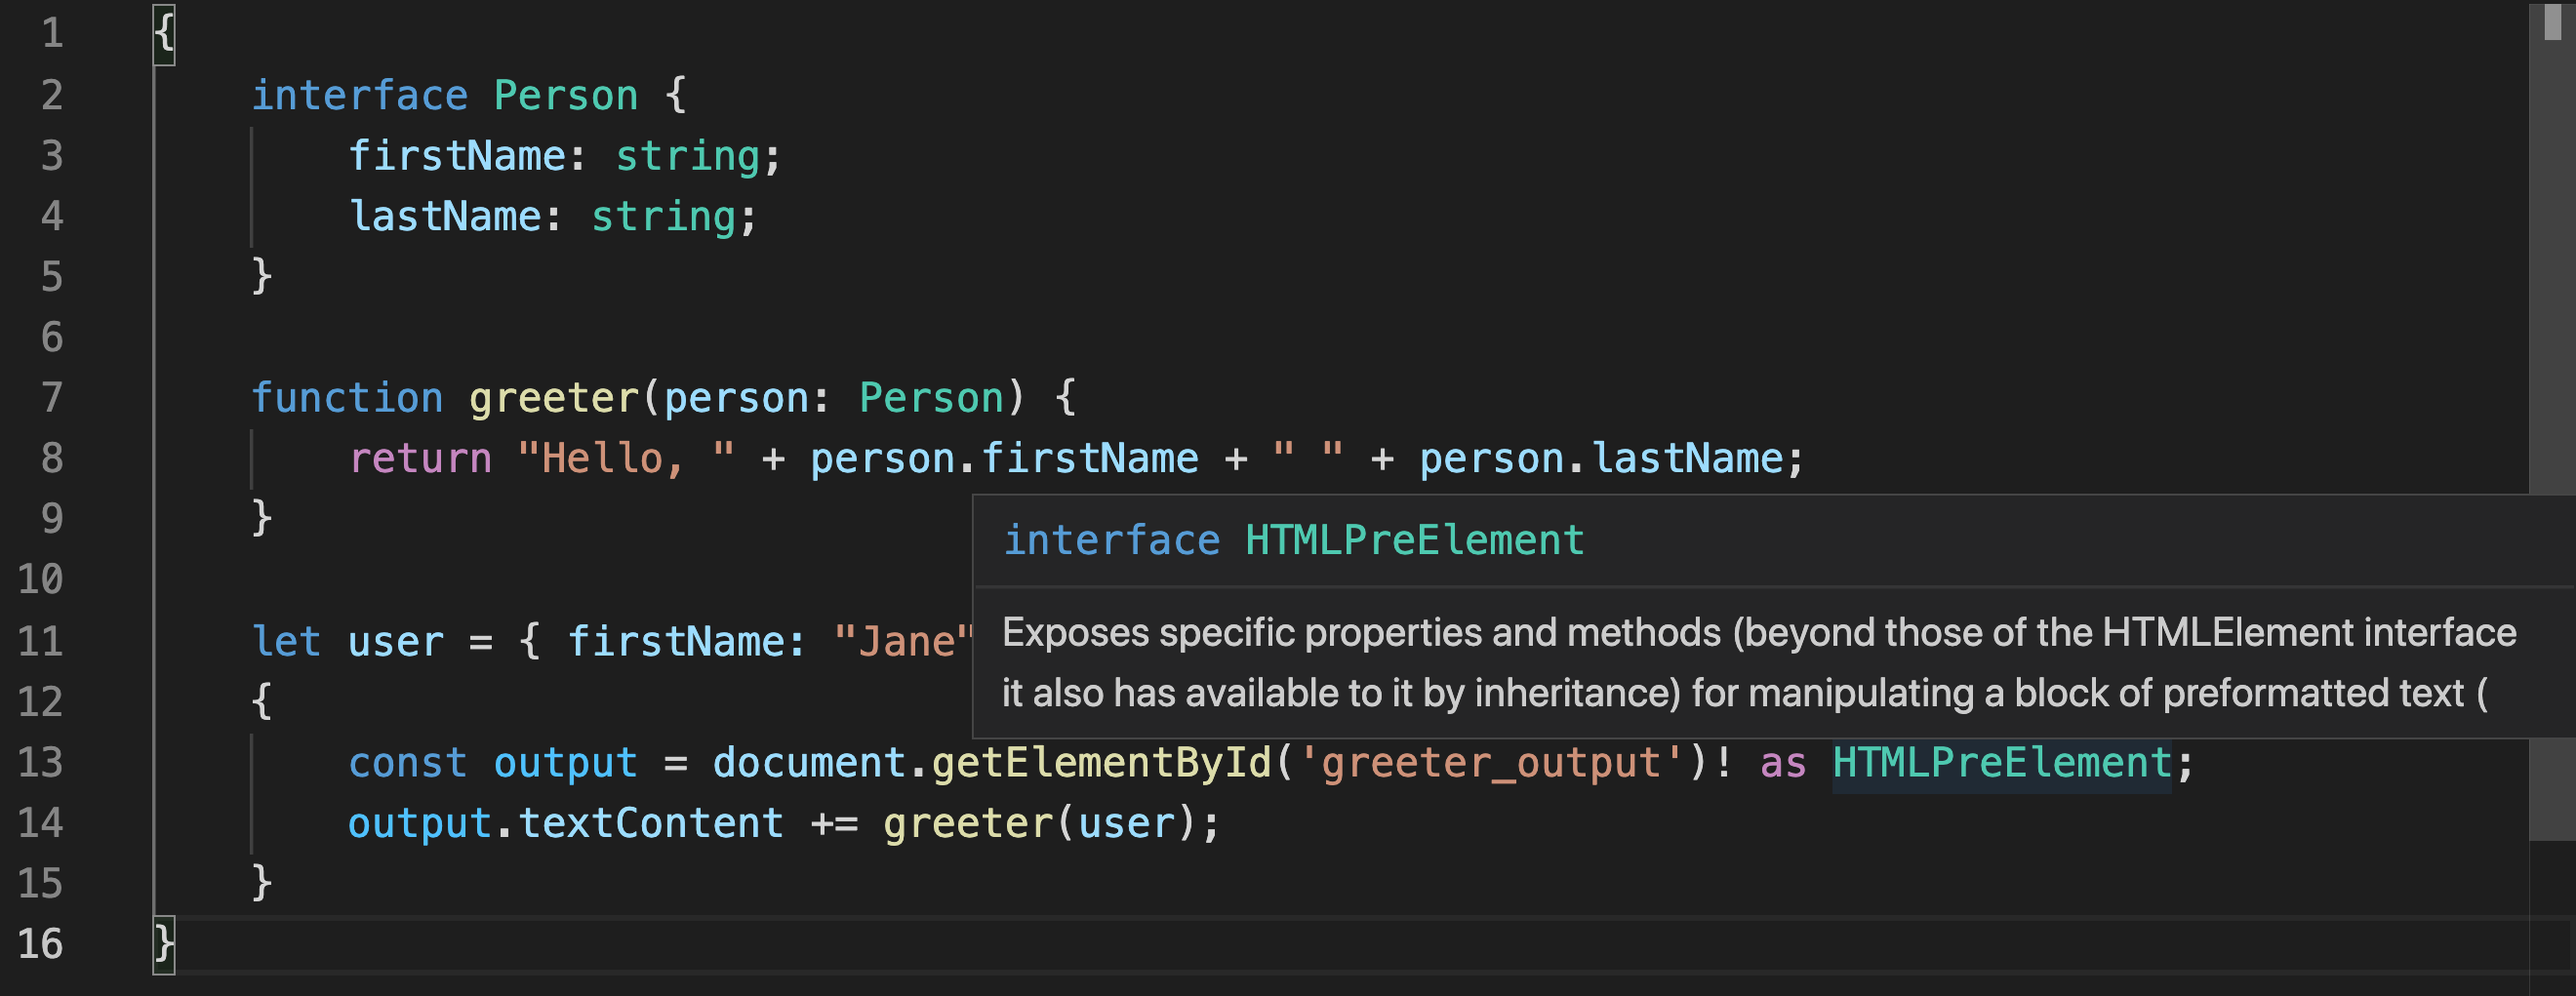 1 {
2 interface Person {
3 firstName: string;
4 lastName: string;
5 }
6
7 function greeter(person: Person) {
8 return "Hello, " + person.firstName + " " + person.lastName;
9 }
interface HTMLPreElement
10
Exposes specific properties and methods (beyond those of the HTMLElement interface
11 let user = { firstName: "Jane"
it also has available to it by inheritance) for manipulating a block of preformatted text (
12 {
13 const output = document.getElementById('greeter_output')! as HTMLPreElement;
14 output.textContent += greeter(user);
15 }
16 }